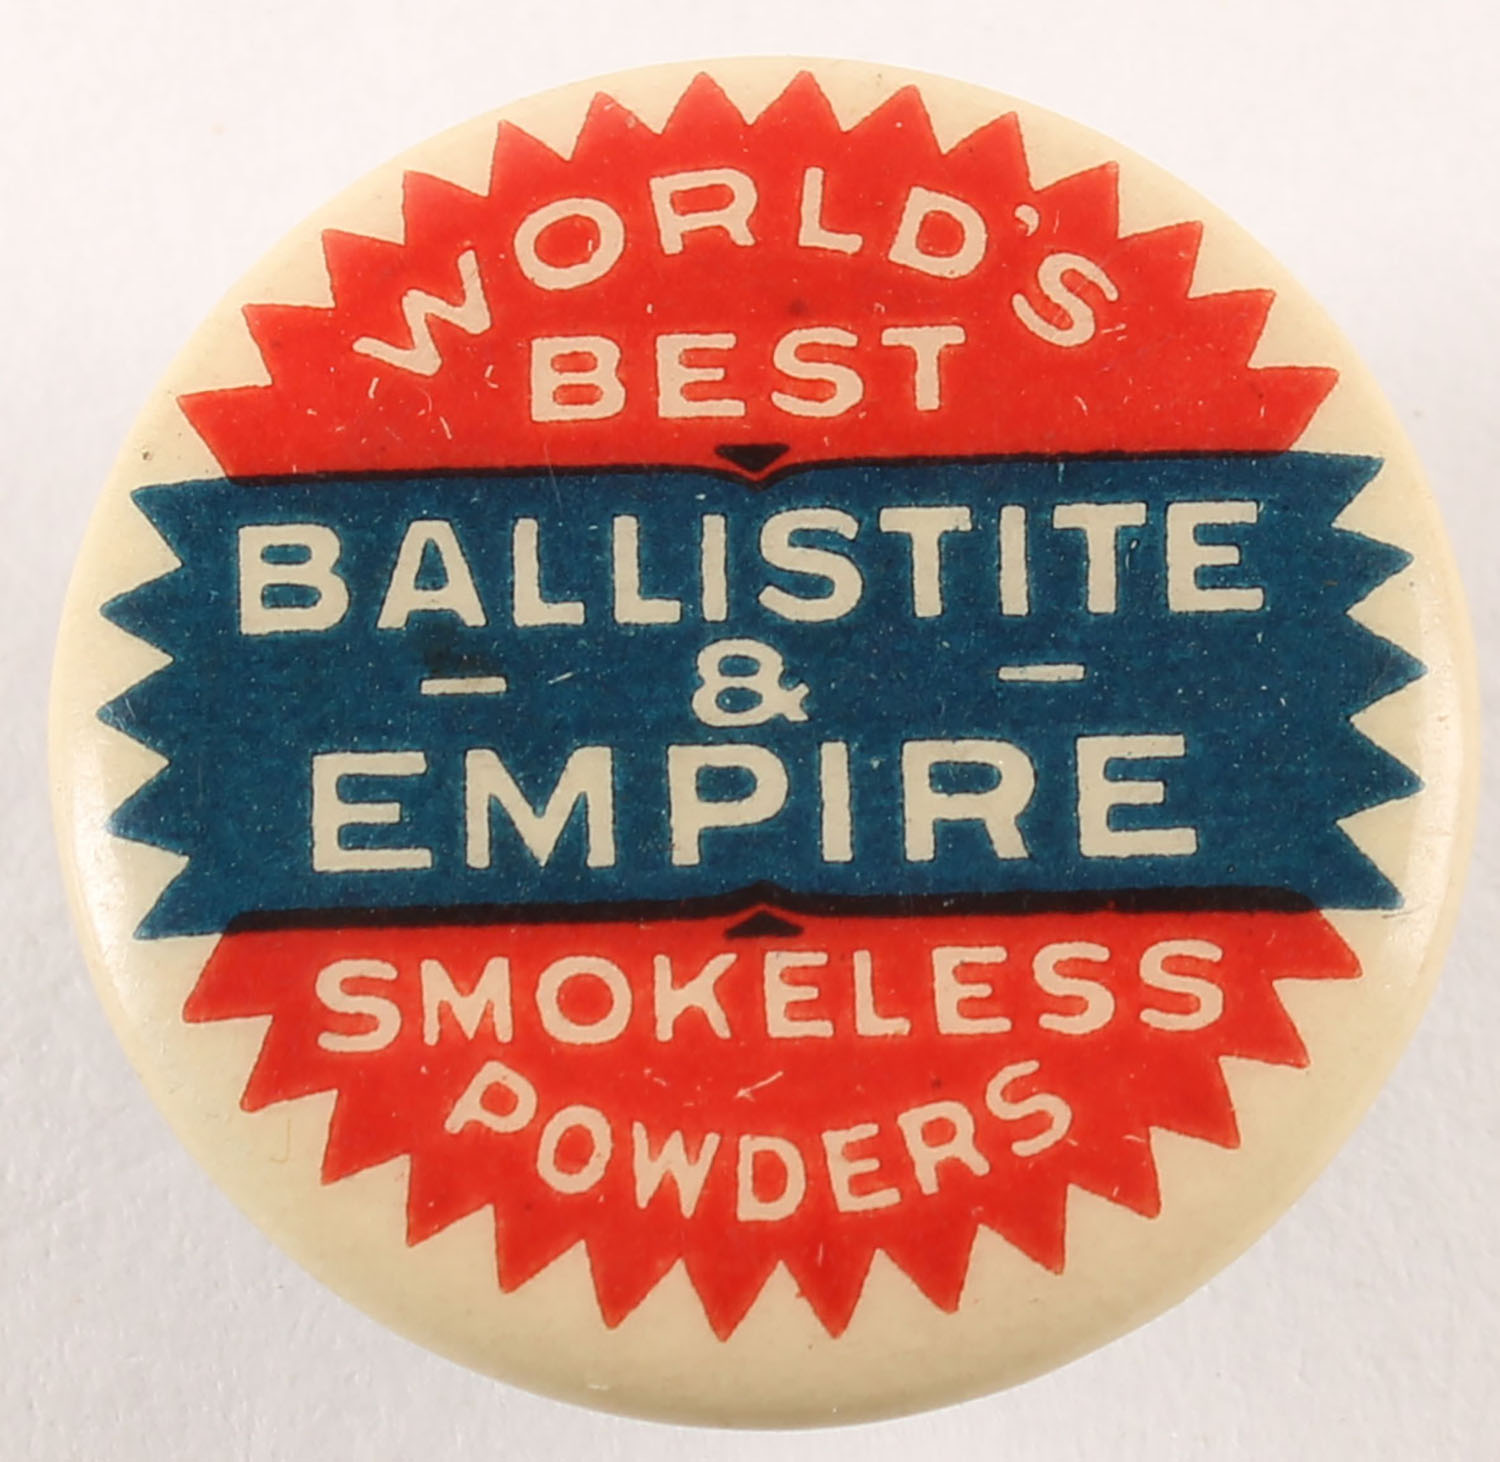 WORLD'S
BEST
BALLISTITE
- & -
EMPIRE
SMOKELESS
POWDERS